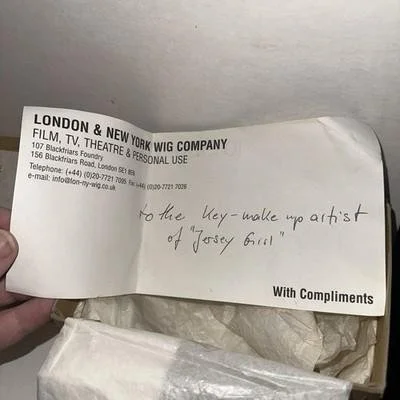 LONDON & NEW YORK WIG COMPANY
FILM, TV, THEATRE & PERSONAL USE
107 Blackfriars Foundry
156 Blackfriars Road, London SE1 8EN
Telephone: (+44) (0)20-7721 7095 Fax (+44) (0)20-7721 7026
e-mail: info@lon-ny-wig.co.uk
to the key-make up artist
of "Jersey Girl"
With Compliments